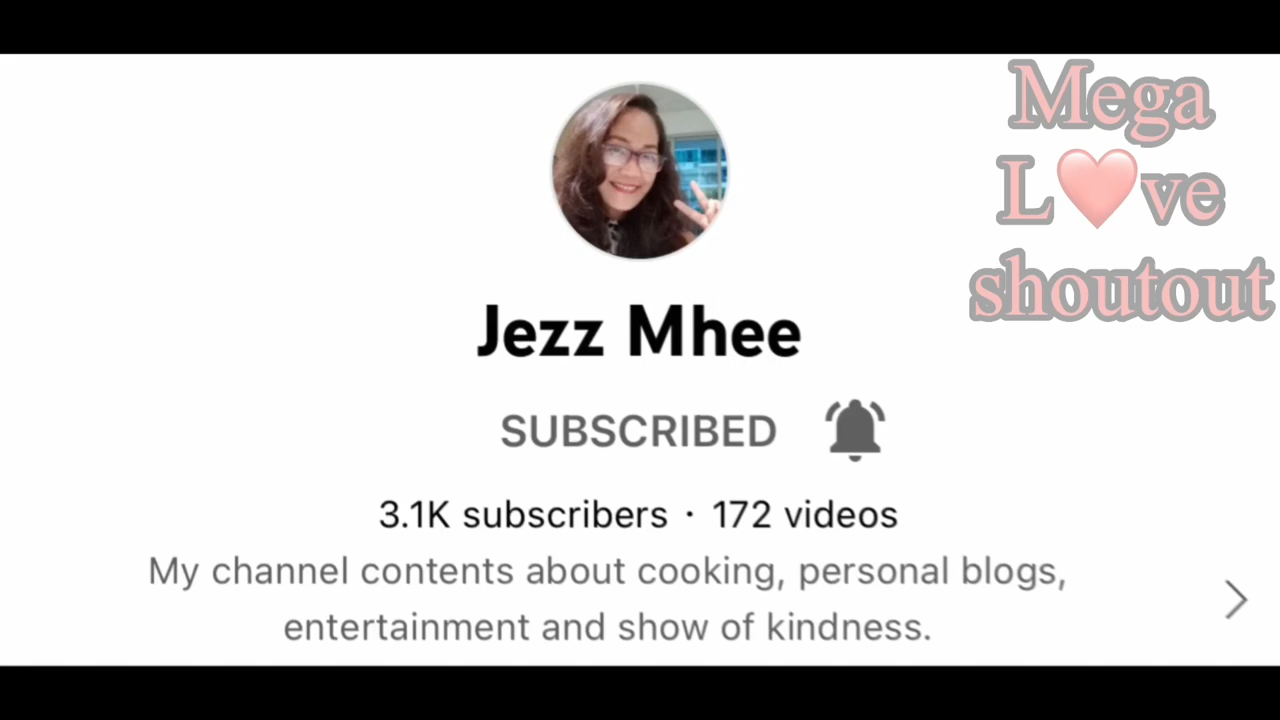 Mega
L🩷ve
shoutout
Jezz Mhee
SUBSCRIBED
3.1K subscribers · 172 videos
My channel contents about cooking, personal blogs,
entertainment and show of kindness.